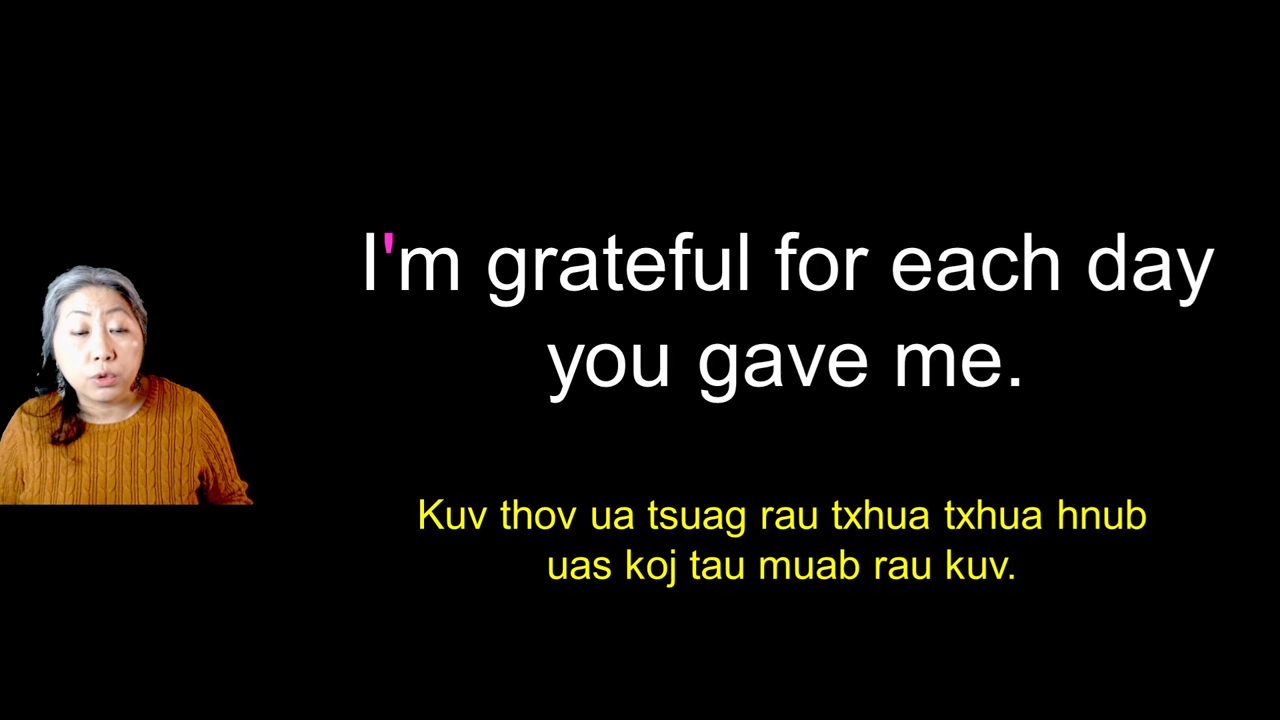 I'm grateful for each day
you gave me.
Kuv thov ua tsuag rau txhua txhua hnub
uas koj tau muab rau kuv.